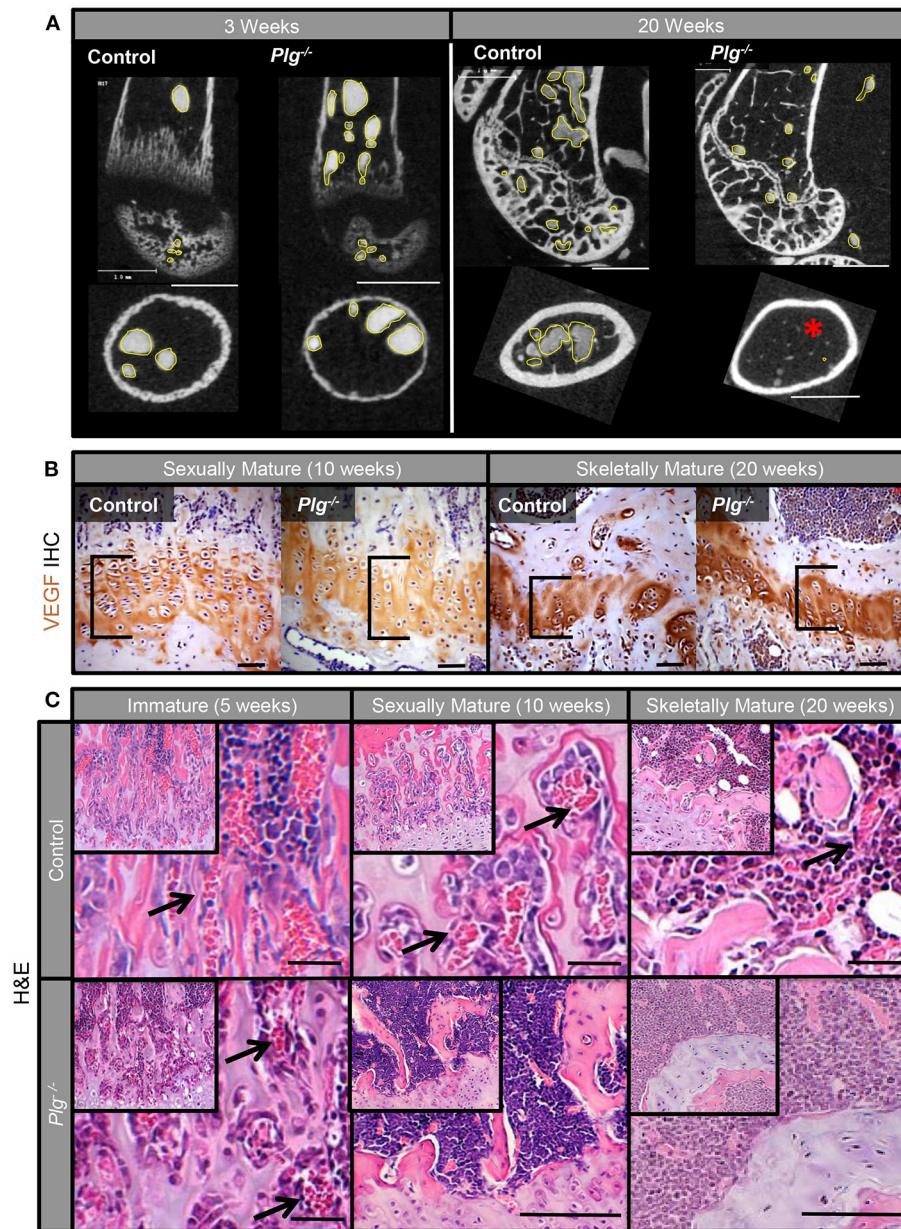 A
3 Weeks
20 Weeks
Control
Plg-/-
Control
Plg-/-
1.0 mm
B
Sexually Mature (10 weeks)
Skeletally Mature (20 weeks)
VEGF IHC
Control
Plg-/-
Control
Plg-/-
C
Immature (5 weeks)
Sexually Mature (10 weeks)
Skeletally Mature (20 weeks)
H&E
Control
Plg-/-
*